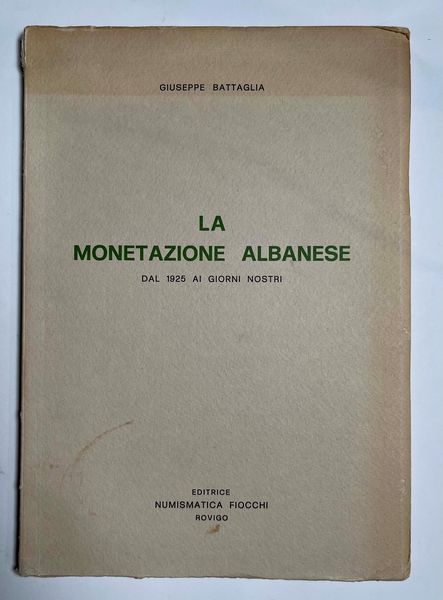 GIUSEPPE BATTAGLIA
LA
MONETAZIONE ALBANESE
DAL 1925 AI GIORNI NOSTRI
EDITRICE
NUMISMATICA FIOCCHI
ROVIGO